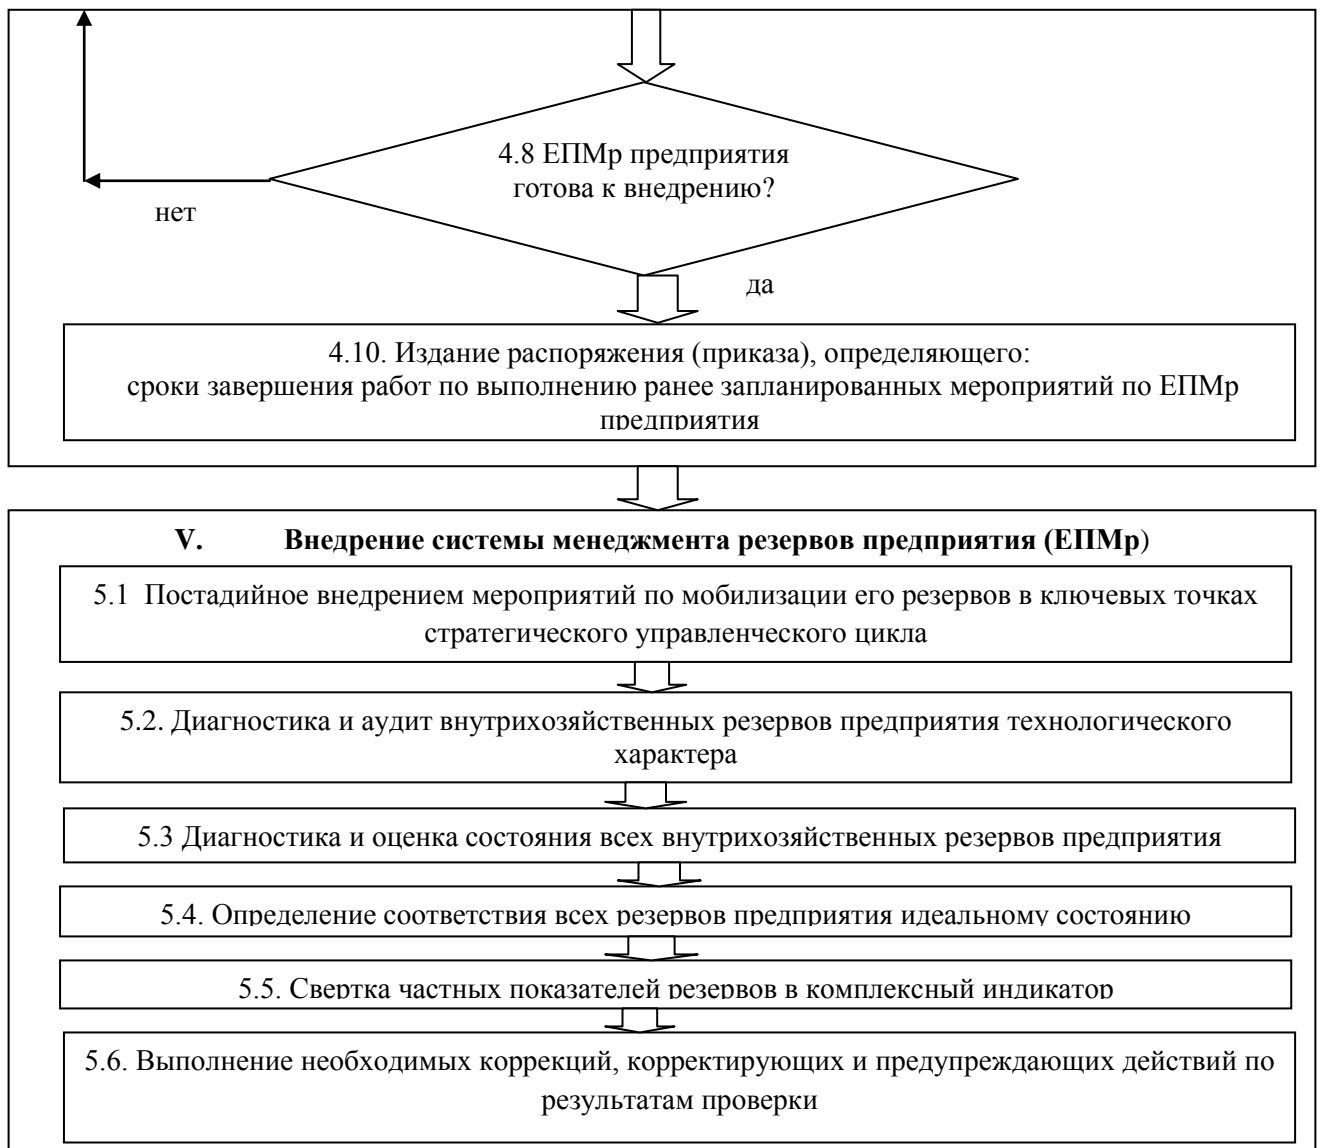 4.8 ЕПМр предприятия
готова к внедрению?
нет
да
4.10. Издание распоряжения (приказа), определяющего:
сроки завершения работ по выполнению ранее запланированных мероприятий по ЕПМр
предприятия
V. Внедрение системы менеджмента резервов предприятия (ЕПМр)
5.1 Постадийное внедрением мероприятий по мобилизации его резервов в ключевых точках
стратегического управленческого цикла
5.2. Диагностика и аудит внутрихозяйственных резервов предприятия технологического
характера
5.3 Диагностика и оценка состояния всех внутрихозяйственных резервов предприятия
5.4. Определение соответствия всех резервов предприятия идеальному состоянию
5.5. Свертка частных показателей резервов в комплексный индикатор
5.6. Выполнение необходимых коррекций, корректирующих и предупреждающих действий по
результатам проверки